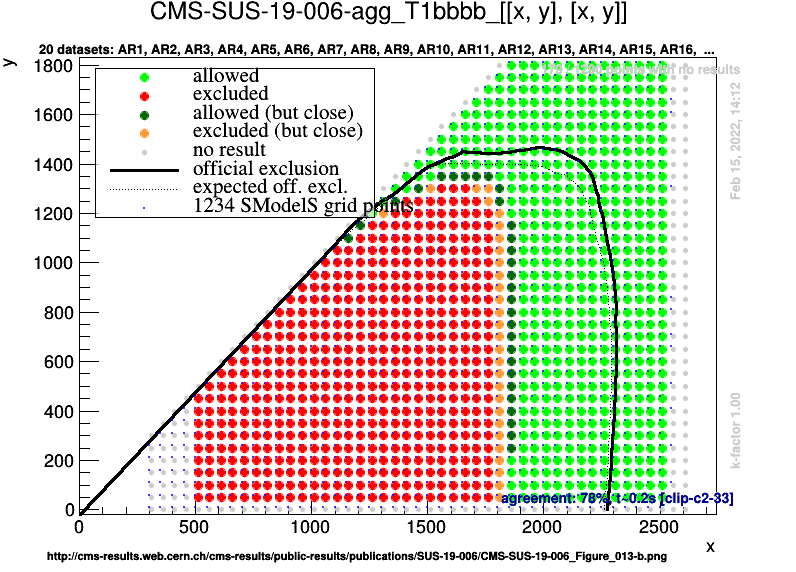 CMS-SUS-19-006-agg_T1bbbb_[[x, y], [x, y]]
20 datasets: AR1, AR2, AR3, AR4, AR5, AR6, AR7, AR8, AR9, AR10, AR11, AR12, AR13, AR14, AR15, AR16, ...
y
points with no results
allowed
excluded
allowed (but close)
excluded (but close)
no result
official exclusion
expected off. excl.
1234 SModelS grid points
1800
1600
1400
1200
1000
800
600
400
200
0
0 500 1000 1500 2000 2500
x
agreement: 78%, t~0.2s [clip-c2-33]
Feb 15, 2022, 14:12
k-factor 1.00
http://cms-results.web.cern.ch/cms-results/public-results/publications/SUS-19-006/CMS-SUS-19-006_Figure_013-b.png